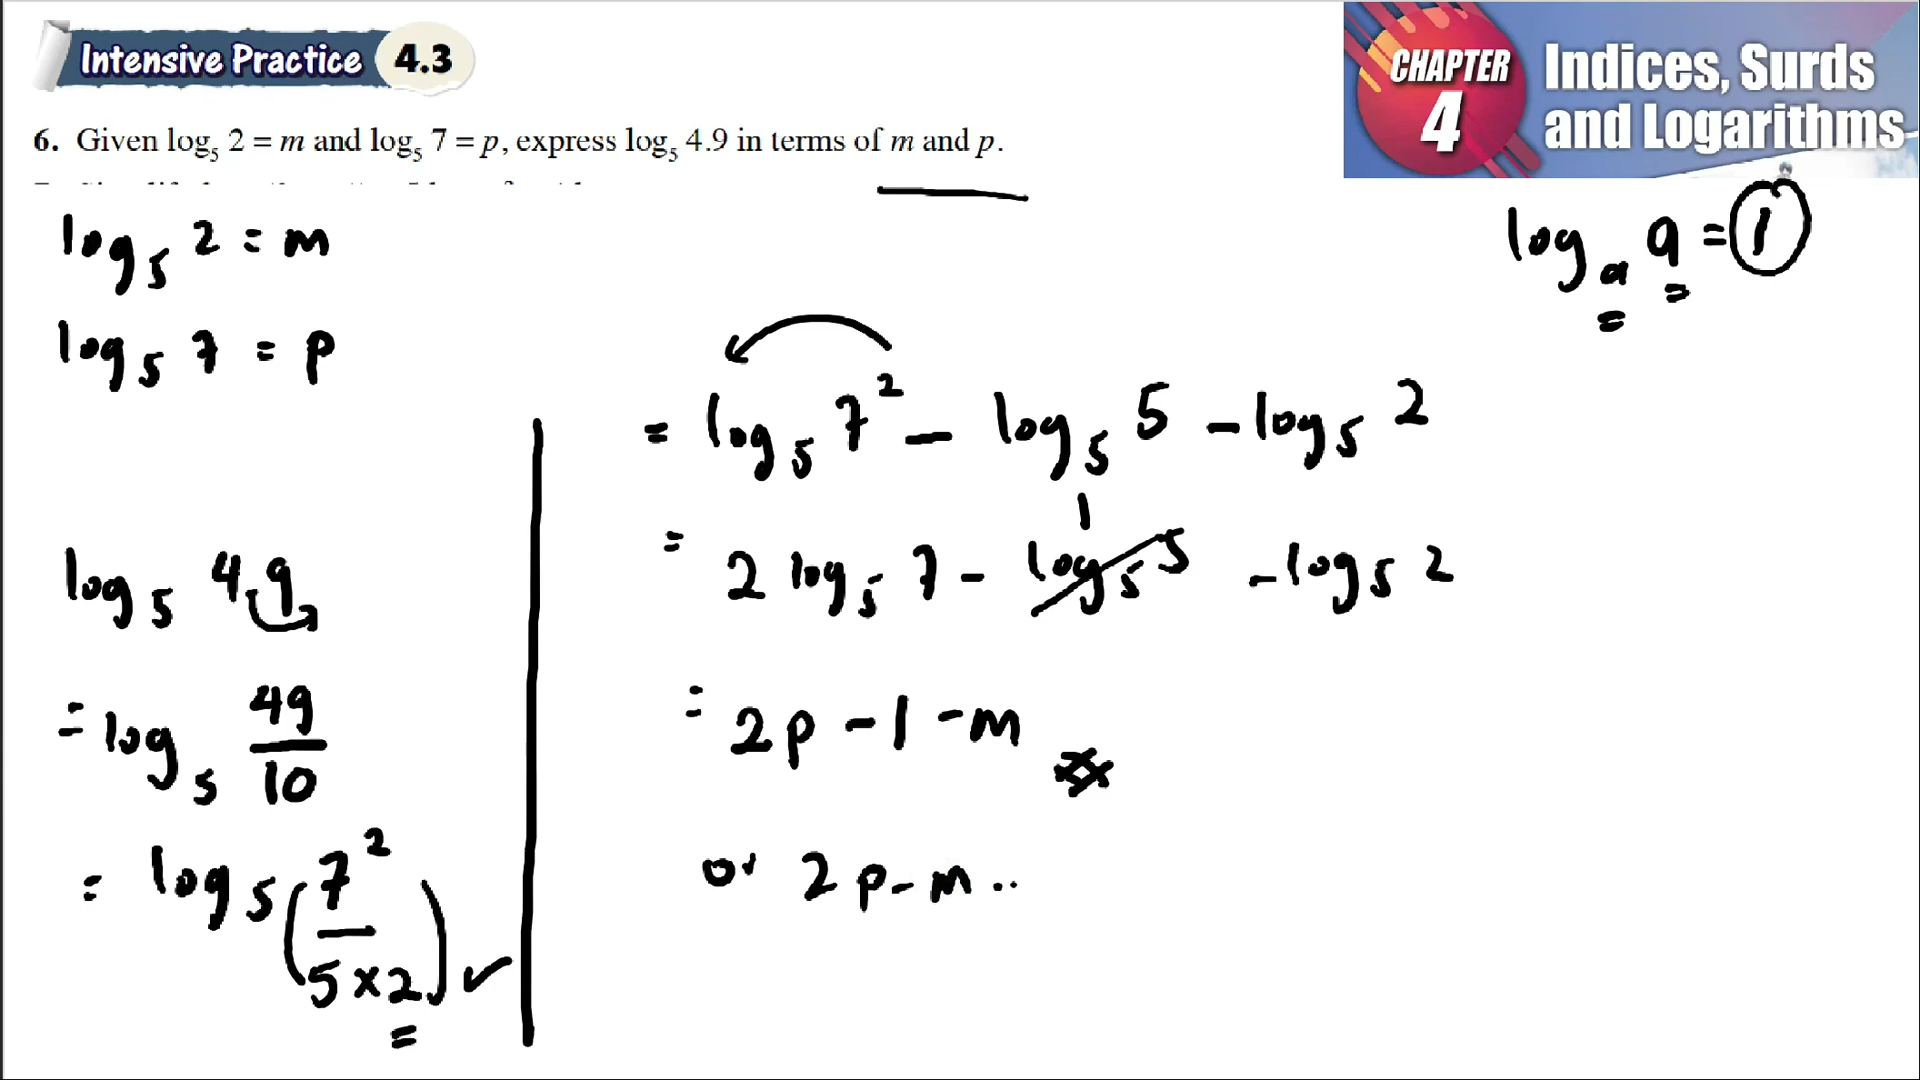 Intensive Practice 4.3
CHAPTER 4
Indices, Surds
and Logarithms
6. Given log₅ 2 = m and log₅ 7 = p, express log₅ 4.9 in terms of m and p.
log₅ 2 = m
log₅ 7 = p
log₅ 4.9
= log₅ 49/10
= log₅ (7²/5×2) ✓
logₐ a = 1
= log₅ 7² − log₅ 5 − log₅ 2
1
= 2 log₅ 7 − log₅ 5 − log₅ 2
= 2p − 1 − m
or 2p − m ..